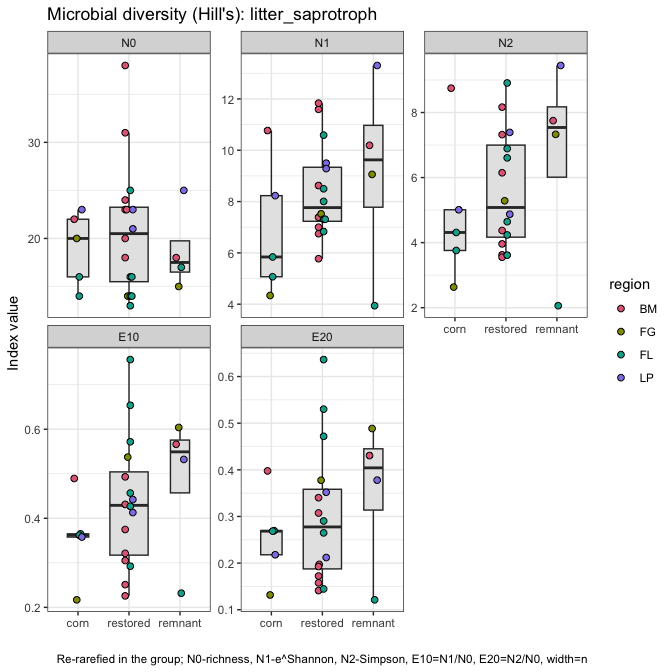 Microbial diversity (Hill's): litter_saprotroph
N0
N1
N2
30
20
12
10
8
6
4
8
6
4
2
corn
restored
remnant
Index value
region
BM
FG
FL
LP
E10
E20
0.6
0.4
0.2
0.6
0.5
0.4
0.3
0.2
0.1
corn
restored
remnant
corn
restored
remnant
Re-rarefied in the group; N0-richness, N1-e^Shannon, N2-Simpson, E10=N1/N0, E20=N2/N0, width=n